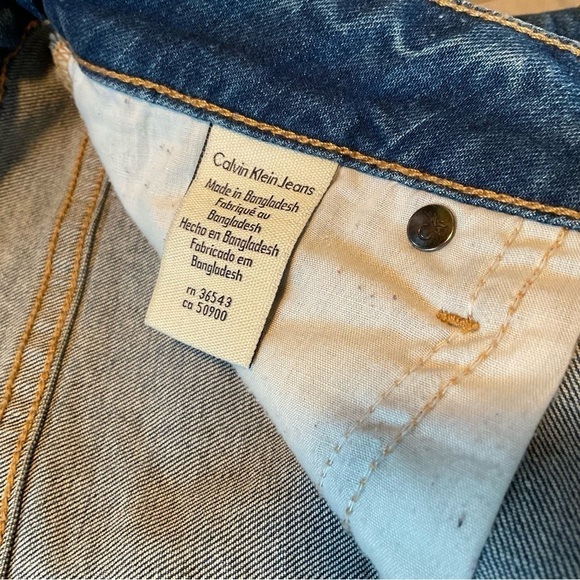 Calvin Klein Jeans
Made in Bangladesh
Fabriqué au
Bangladesh
Hecho en Bangladesh
Fabricado em
Bangladesh
rn 36543
ca 50900